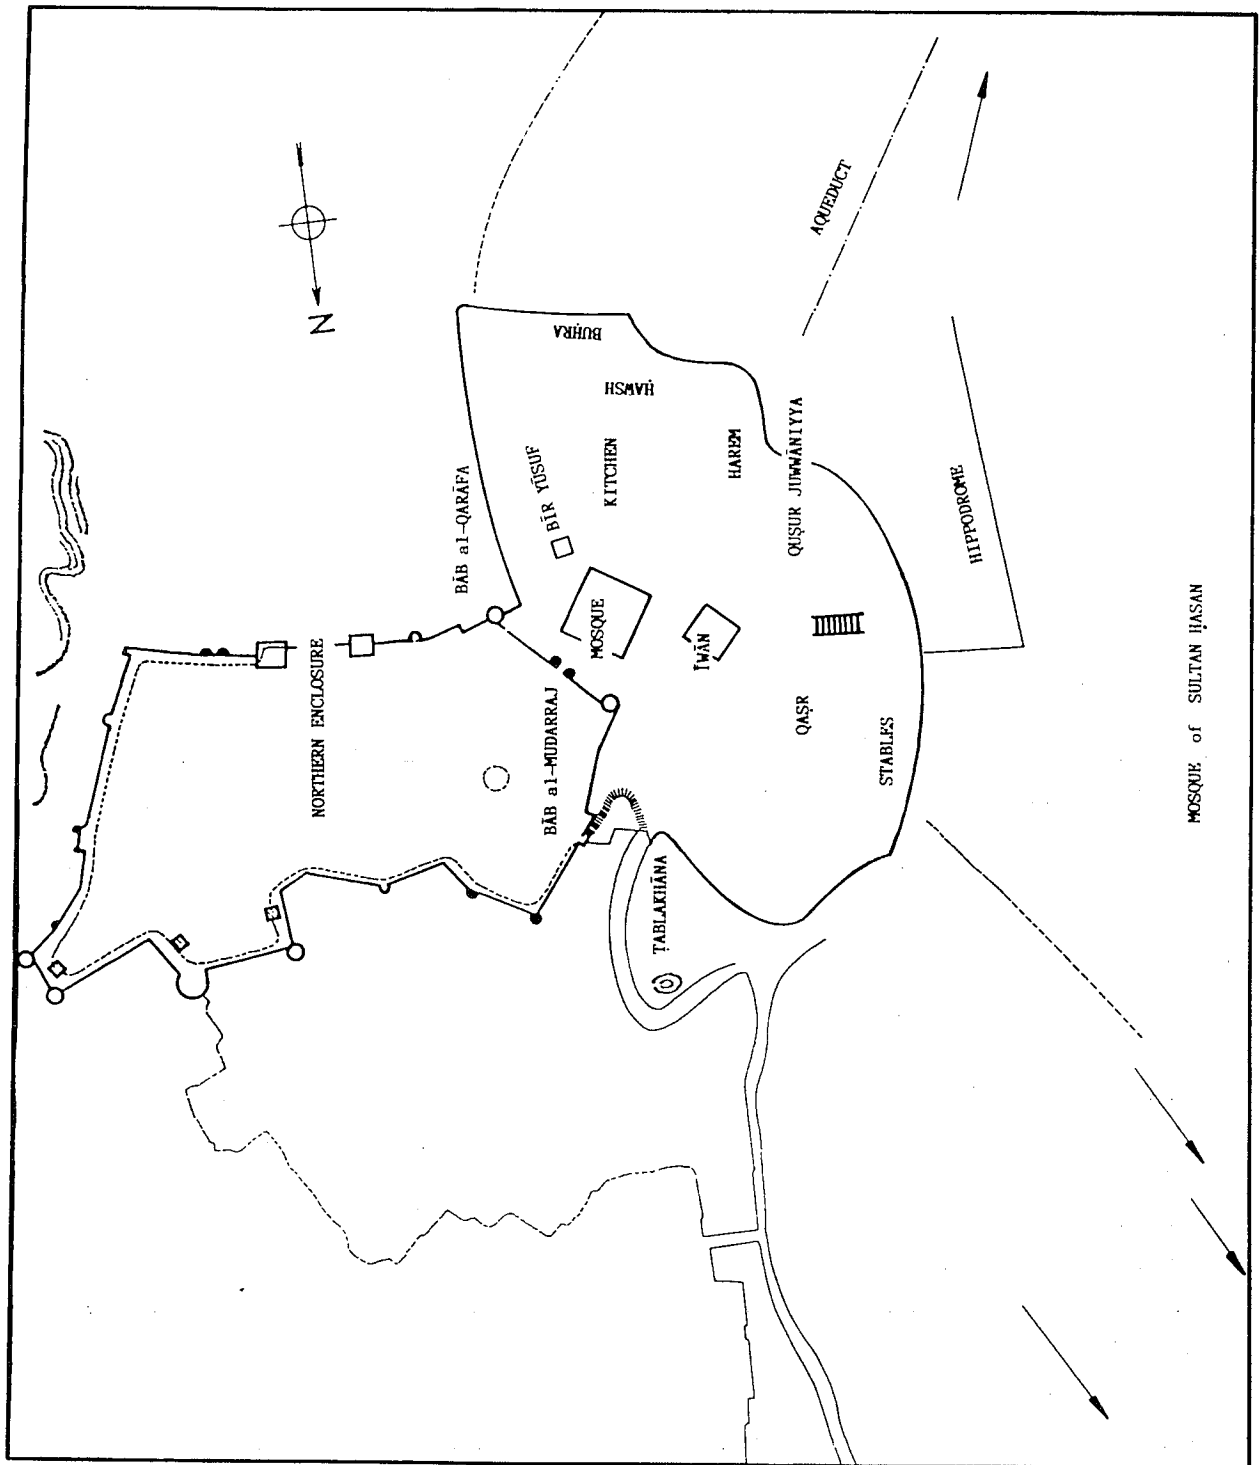 N
AQUEDUCT
BUḤRA
ḤAWSH
KITCHEN
HAREM
QUṢUR JUWWĀNIYYA
BĀB al-QARĀFA
BĪR YŪSUF
HIPPODROME
MOSQUE
ĪWĀN
NORTHERN ENCLOSURE
BĀB al-MUDARRAJ
QAṢR
STABLES
MOSQUE of SULTAN ḤASAN
ṬABLAKHĀNA